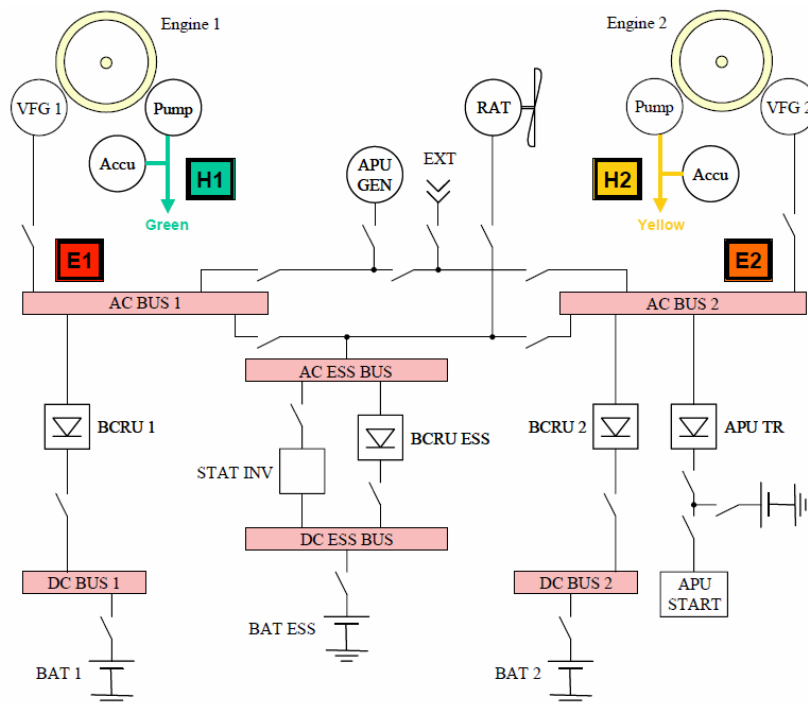 Engine 1
Engine 2
VFG 1
Pump
RAT
Pump
VFG 2
Accu
H1
APU
GEN
EXT
H2
Accu
Green
Yellow
E1
E2
AC BUS 1
AC BUS 2
AC ESS BUS
BCRU 1
BCRU ESS
BCRU 2
APU TR
STAT INV
DC ESS BUS
DC BUS 1
DC BUS 2
APU
START
BAT ESS
BAT 1
BAT 2